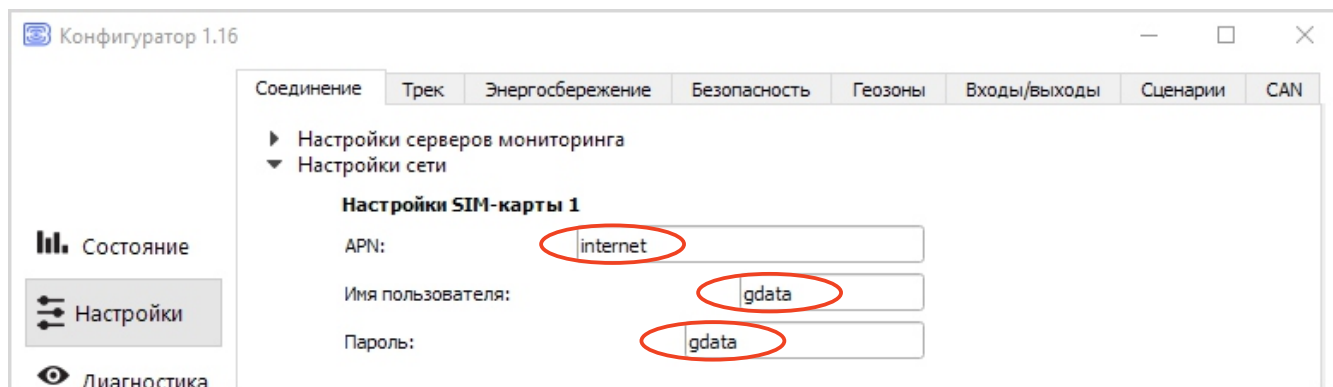 Конфигуратор 1.16
Соединение Трек Энергосбережение Безопасность Геозоны Входы/выходы Сценарии CAN
Настройки серверов мониторинга
Настройки сети
Настройки SIM-карты 1
APN: internet
Имя пользователя: gdata
Пароль: gdata
Состояние
Настройки
Диагностика